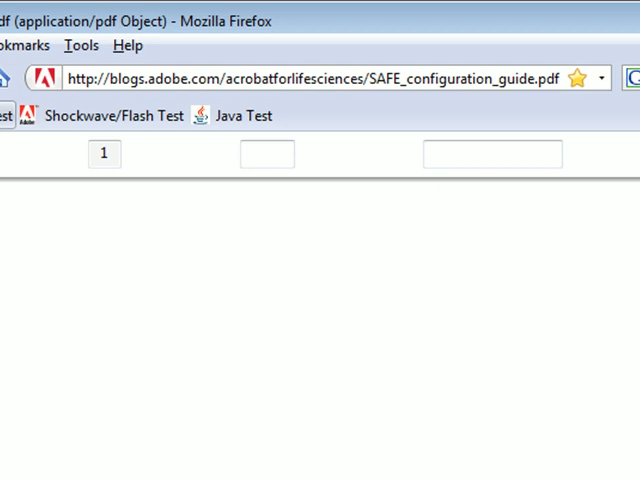 df (application/pdf Object) - Mozilla Firefox
okmarks Tools Help
http://blogs.adobe.com/acrobatforlifesciences/SAFE_configuration_guide.pdf G
est Adobe Shockwave/Flash Test Java Test
1